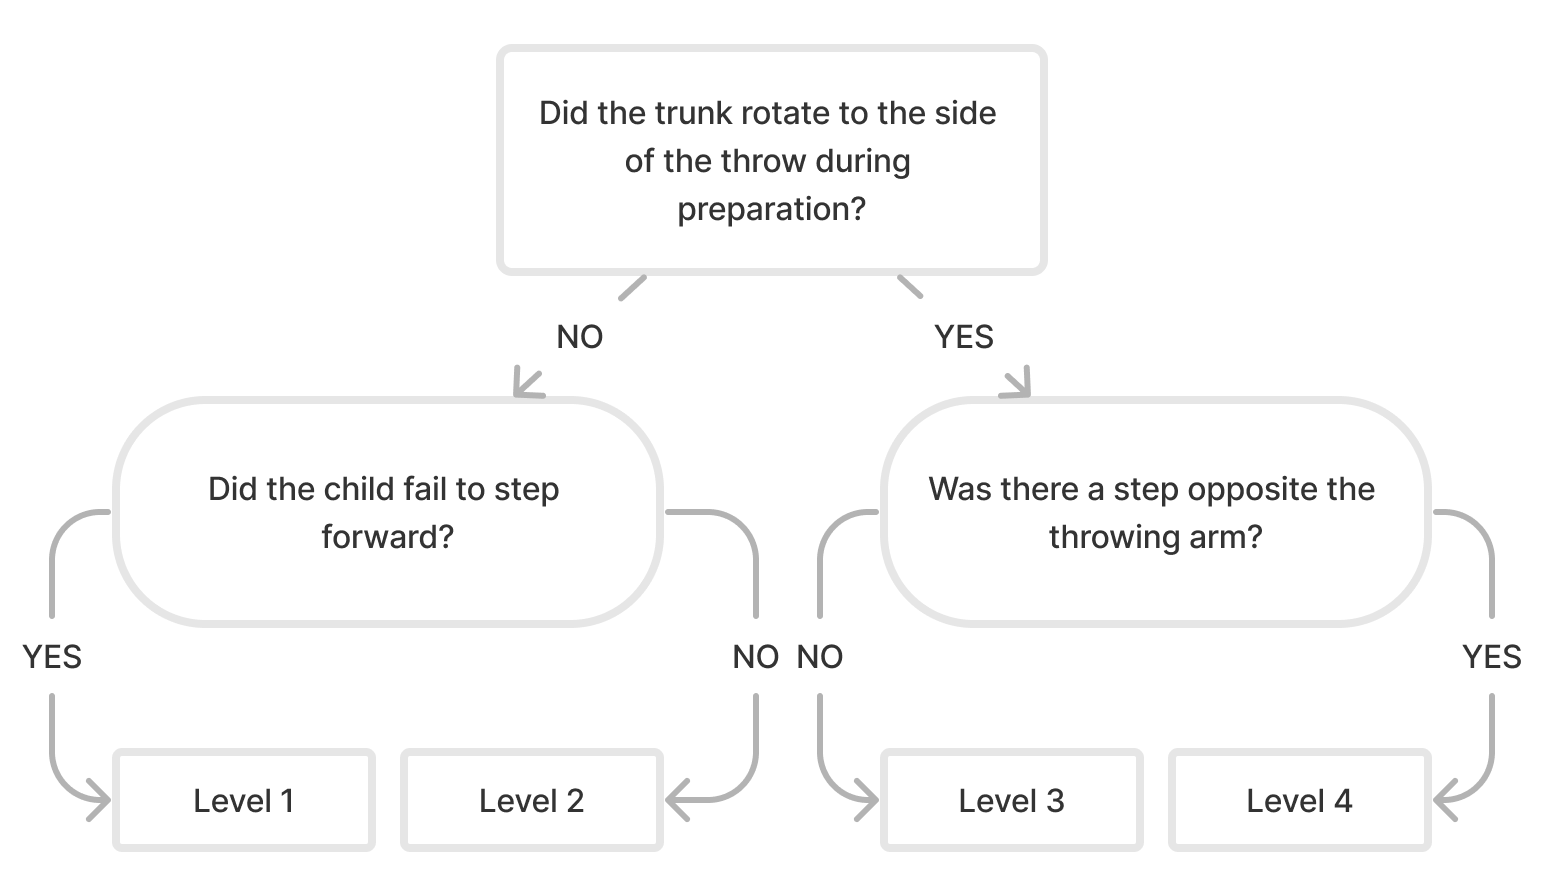 Did the trunk rotate to the side
of the throw during
preparation?
NO
YES
Did the child fail to step
forward?
Was there a step opposite the
throwing arm?
YES
NO
NO
YES
Level 1
Level 2
Level 3
Level 4